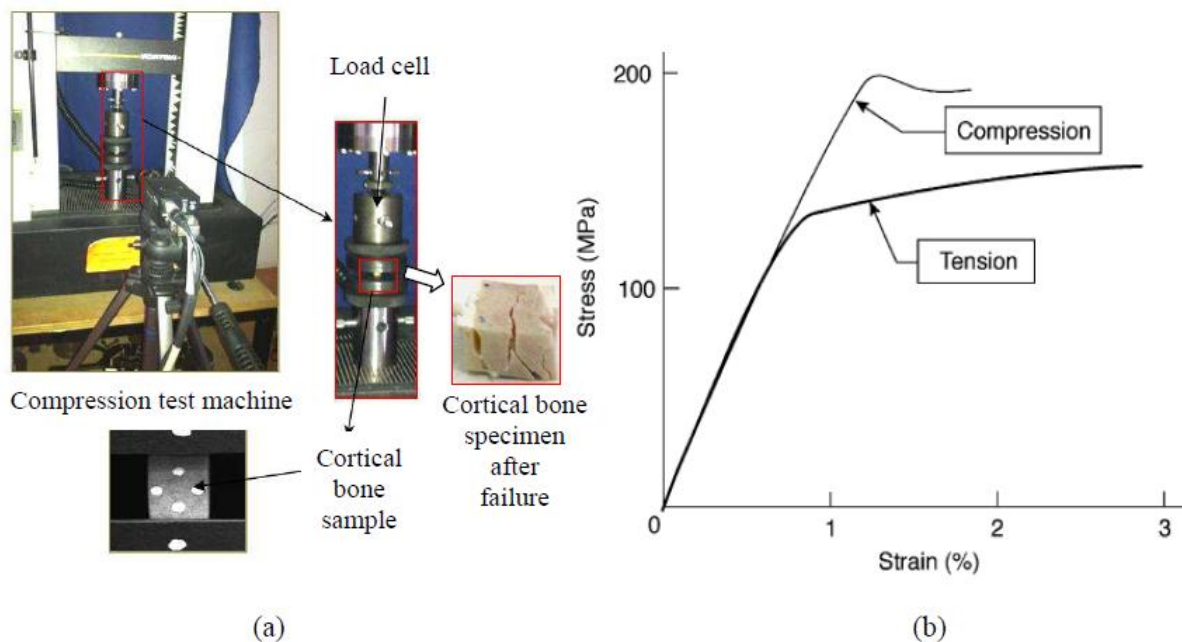 Load cell
Compression test machine
Cortical bone
specimen
after
failure
Cortical
bone
sample
(a)
200
100
0
1
2
3
Stress (MPa)
Strain (%)
Compression
Tension
(b)